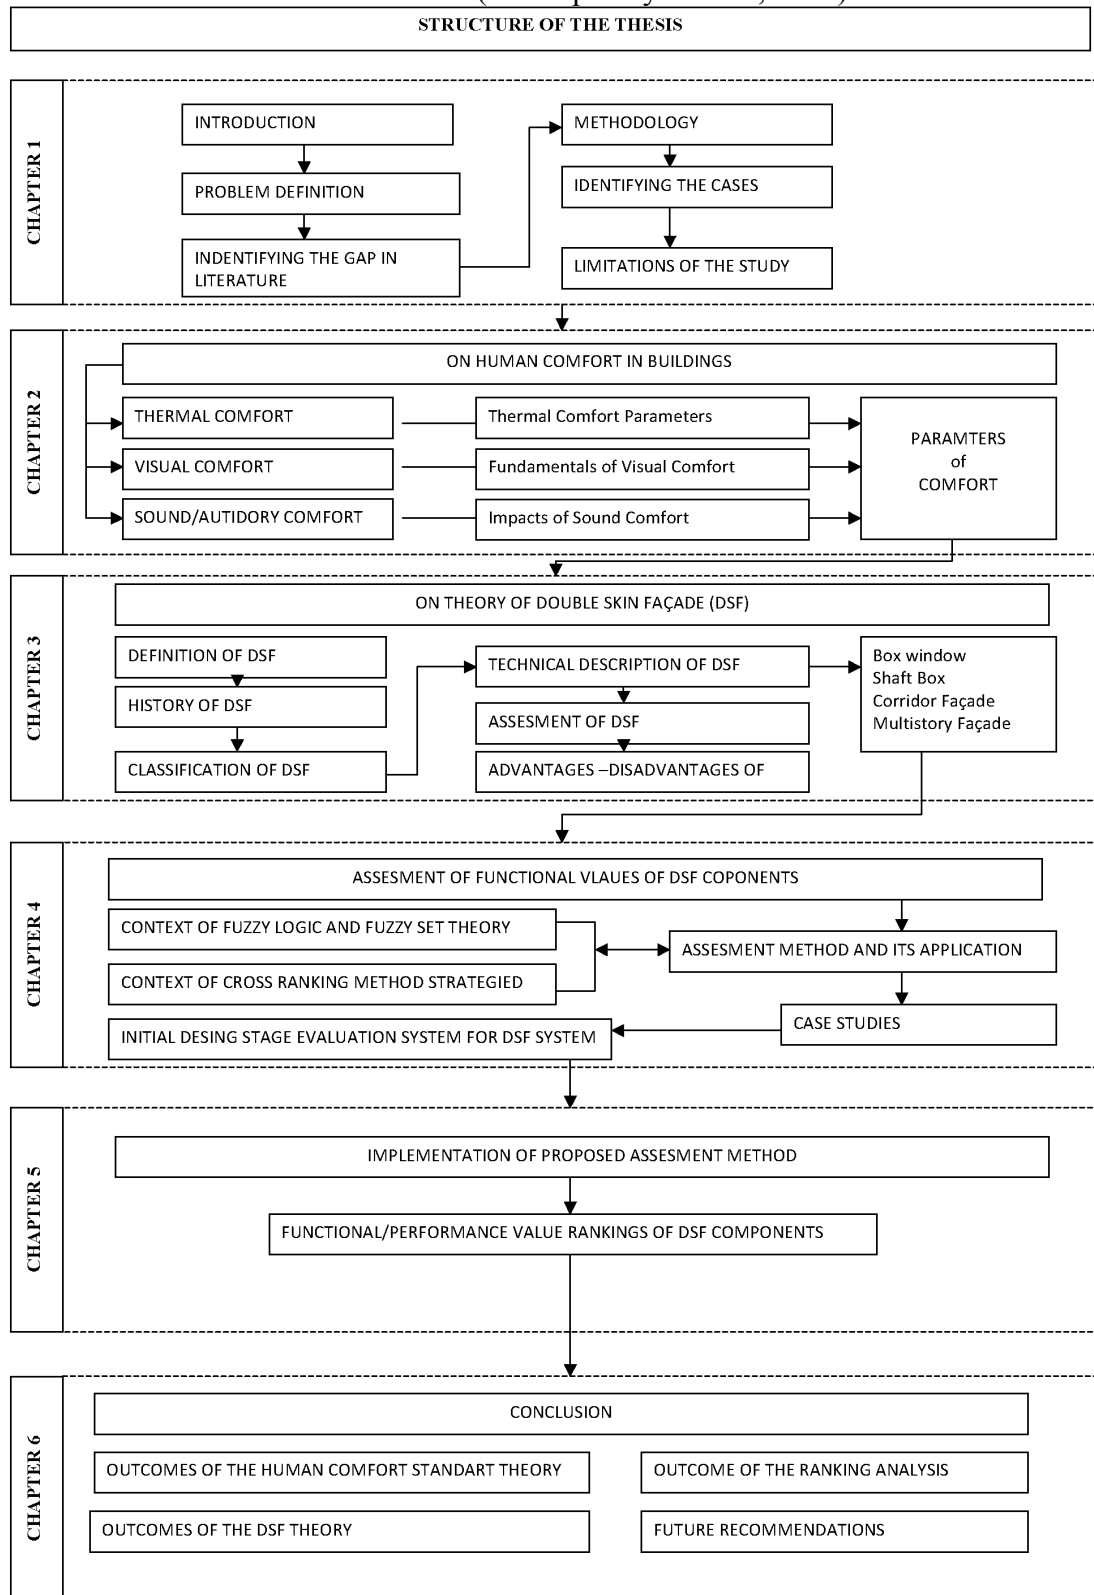 STRUCTURE OF THE THESIS
CHAPTER 1
INTRODUCTION
PROBLEM DEFINITION
INDENTIFYING THE GAP IN
LITERATURE
METHODOLOGY
IDENTIFYING THE CASES
LIMITATIONS OF THE STUDY
CHAPTER 2
ON HUMAN COMFORT IN BUILDINGS
THERMAL COMFORT
Thermal Comfort Parameters
VISUAL COMFORT
Fundamentals of Visual Comfort
SOUND/AUTIDORY COMFORT
Impacts of Sound Comfort
PARAMTERS
of
COMFORT
CHAPTER 3
ON THEORY OF DOUBLE SKIN FAÇADE (DSF)
DEFINITION OF DSF
HISTORY OF DSF
CLASSIFICATION OF DSF
TECHNICAL DESCRIPTION OF DSF
ASSESMENT OF DSF
ADVANTAGES –DISADVANTAGES OF
Box window
Shaft Box
Corridor Façade
Multistory Façade
CHAPTER 4
ASSESMENT OF FUNCTIONAL VLAUES OF DSF COPONENTS
CONTEXT OF FUZZY LOGIC AND FUZZY SET THEORY
CONTEXT OF CROSS RANKING METHOD STRATEGIED
ASSESMENT METHOD AND ITS APPLICATION
CASE STUDIES
INITIAL DESING STAGE EVALUATION SYSTEM FOR DSF SYSTEM
CHAPTER 5
IMPLEMENTATION OF PROPOSED ASSESMENT METHOD
FUNCTIONAL/PERFORMANCE VALUE RANKINGS OF DSF COMPONENTS
CHAPTER 6
CONCLUSION
OUTCOMES OF THE HUMAN COMFORT STANDART THEORY
OUTCOME OF THE RANKING ANALYSIS
OUTCOMES OF THE DSF THEORY
FUTURE RECOMMENDATIONS